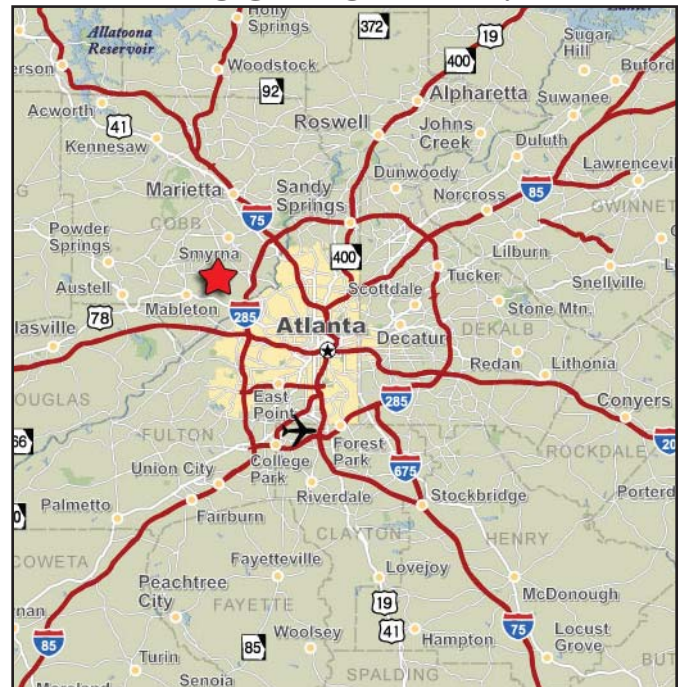 Holly
Springs
372
19
Allatoona
Reservoir
Sugar
Hill
400
erson
Woodstock
Buford
92
Alpharetta
Suwanee
Acworth
41
Roswell
Johns
Creek
Kennesaw
Duluth
Dunwoody
Lawrencevil
Marietta
Sandy
Springs
Norcross
85
75
GWINNET
COBB
Powder
Springs
Smyrna
400
Lilburn
Tucker
Snellville
Austell
Scottdale
Mableton
285
Stone Mtn.
78
Atlanta
lasville
Decatur
DEKALB
Redan
Lithonia
OUGLAS
East
Point
285
Conyers
FULTON
66
Forest
Park
ROCKDALE
20
College
Park
675
Union City
Riverdale
Stockbridge
Porterd
Palmetto
0
Fairburn
CLAYTON
HENRY
COWETA
Fayetteville
Lovejoy
Peachtree
City
McDonough
FAYETTE
19
nan
41
75
Locust
Grove
85
85
Woolsey
Hampton
BUT
Turin
Senoia
SPALDING